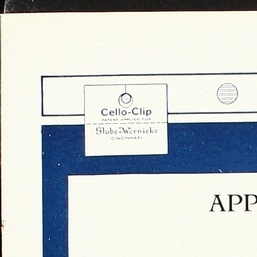 Cello-Clip
PATENT APPLIED FOR
Globe-Wernicke
CINCINNATI
APP